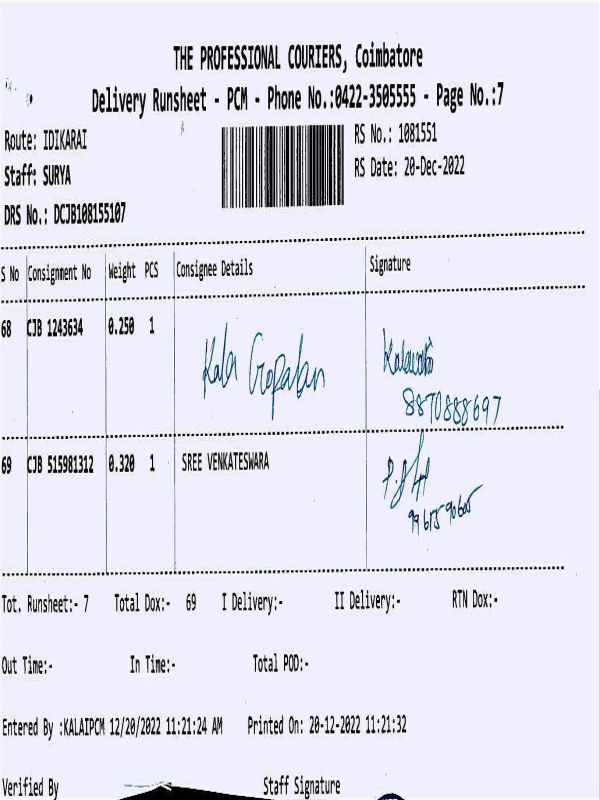 THE PROFESSIONAL COURIERS, Coimbatore
Delivery Runsheet - PCM - Phone No.:0422-3505555 - Page No.:7
Route: IDIKARAI
RS No.: 1081551
Staff: SURYA
RS Date: 20-Dec-2022
DRS No.: DCJB108155107
S No Consignment No Weight PCS Consignee Details Signature
68 CJB 1243634 0.250 1 Kala Gopalan
8870888697
69 CJB 515981312 0.320 1 SREE VENKATESWARA
Tot. Runsheet:- 7 Total Dox:- 69 I Delivery:- II Delivery:- RTN Dox:-
Out Time:- In Time:- Total POD:-
Entered By :KALAIPCM 12/20/2022 11:21:24 AM Printed On: 20-12-2022 11:21:32
Verified By Staff Signature